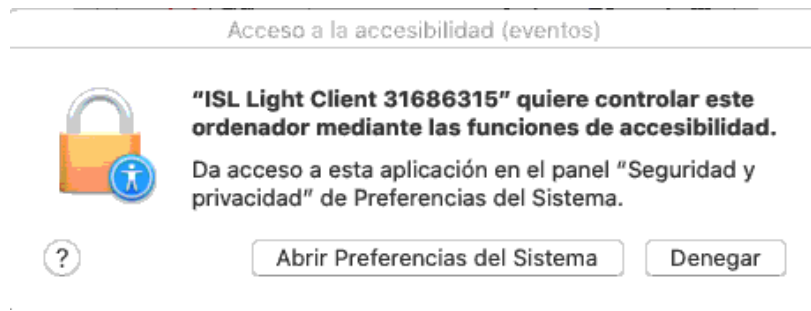 Acceso a la accesibilidad (eventos)
"ISL Light Client 31686315" quiere controlar este
ordenador mediante las funciones de accesibilidad.
Da acceso a esta aplicación en el panel "Seguridad y
privacidad" de Preferencias del Sistema.
?
Abrir Preferencias del Sistema
Denegar